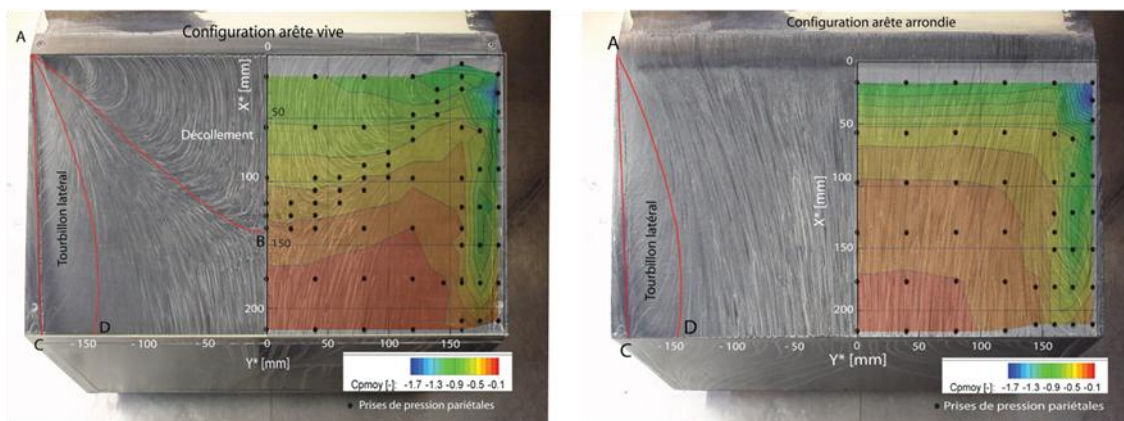 Configuration arête vive
A
0
X* [mm]
50
Décollement
100
Tourbillon latéral
B
150
200
D
C
- 150
-100
-50
0
50
100
150
Y* [mm]
Cpmoy [-]: -1.7 -1.3 -0.9 -0.5 -0.1
Prises de pression pariétales
Configuration arête arrondie
A
0
50
100
X* [mm]
150
Tourbillon latéral
200
D
C
- 150
-100
-50
0
50
100
150
Y* [mm]
Cpmoy [-]: -1.7 -1.3 -0.9 -0.5 -0.1
Prises de pression pariétales